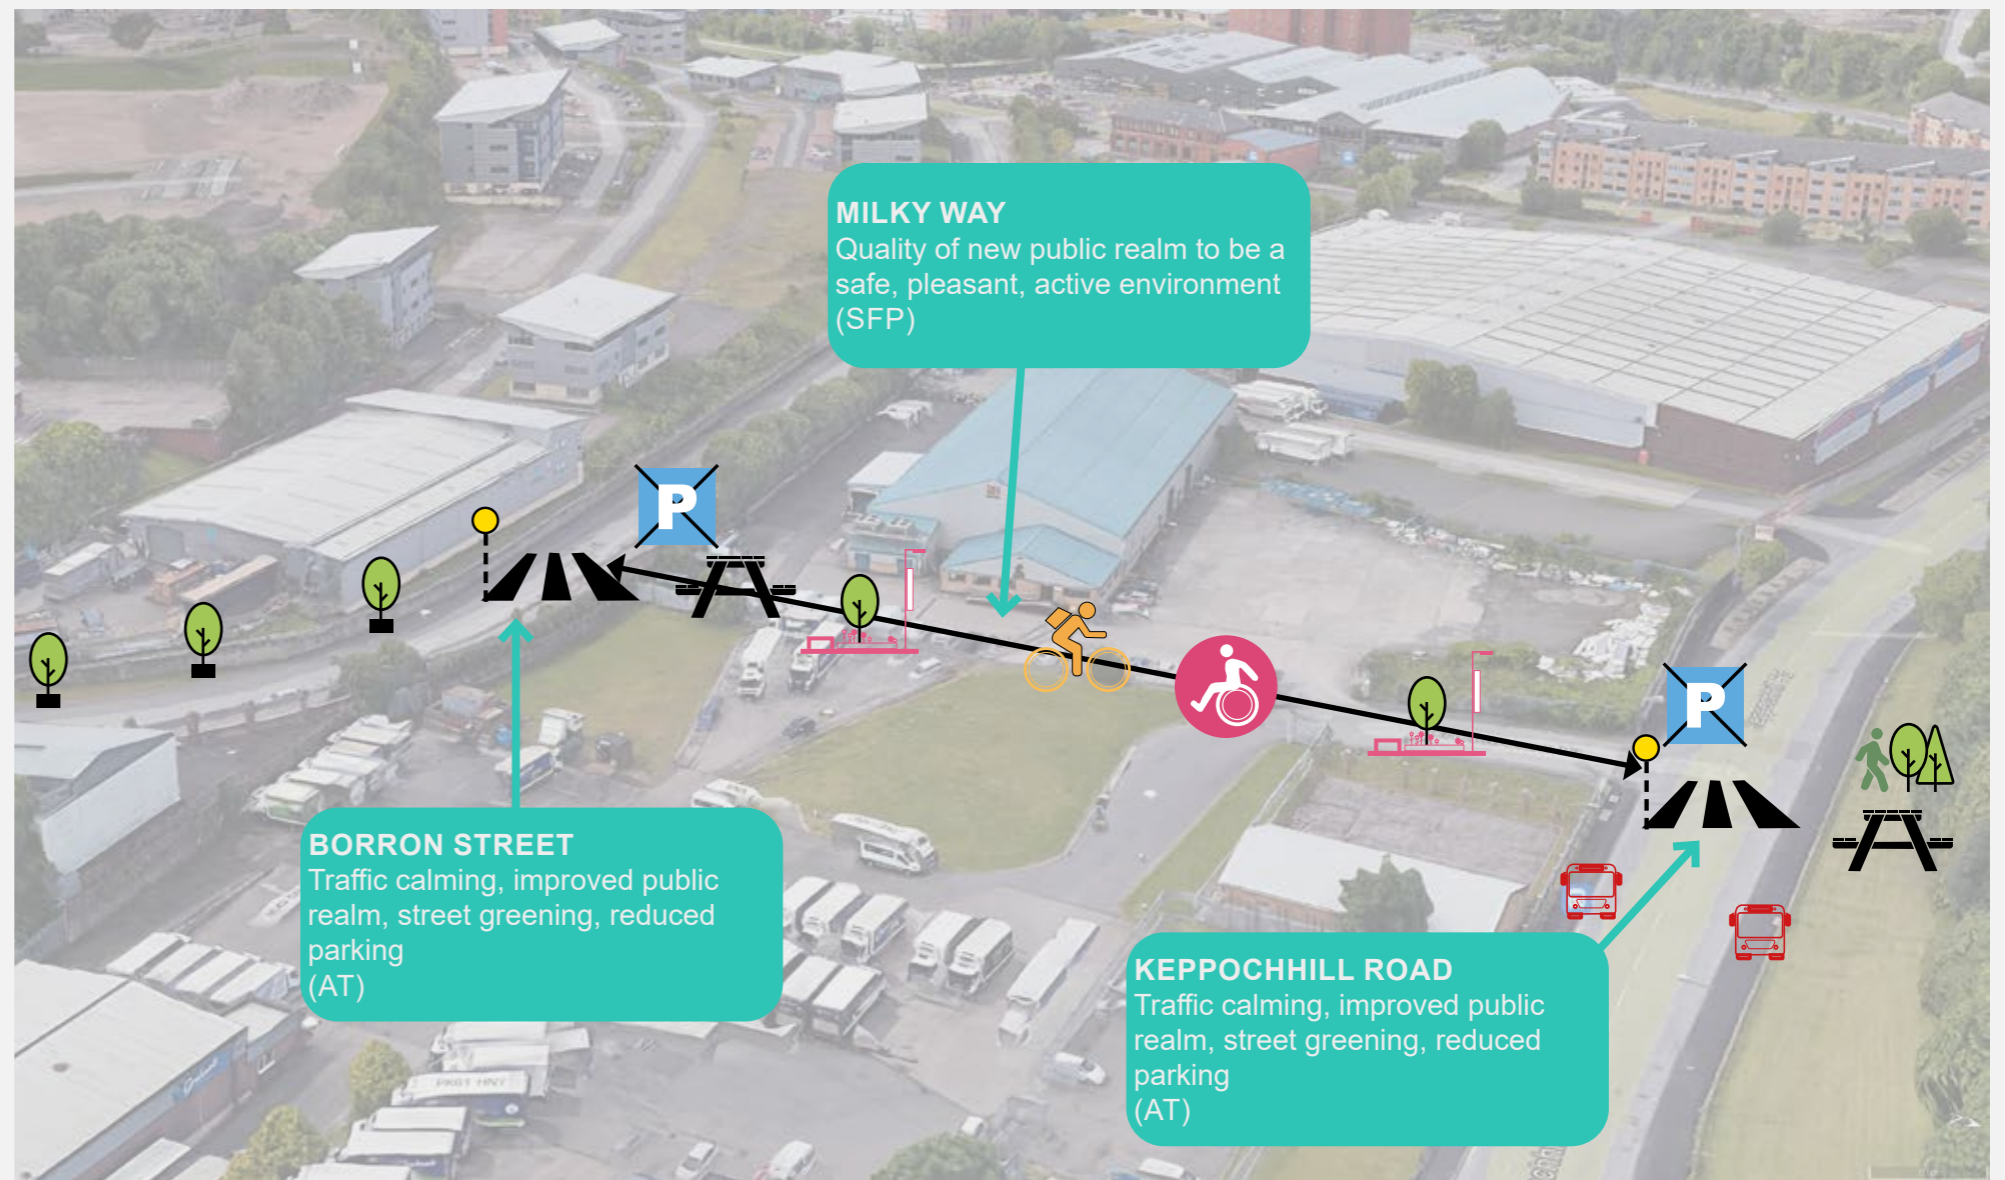 MILKY WAY
Quality of new public realm to be a
safe, pleasant, active environment
(SFP)
P
P
BORRON STREET
Traffic calming, improved public
realm, street greening, reduced
parking
(AT)
KEPPOCHHILL ROAD
Traffic calming, improved public
realm, street greening, reduced
parking
(AT)